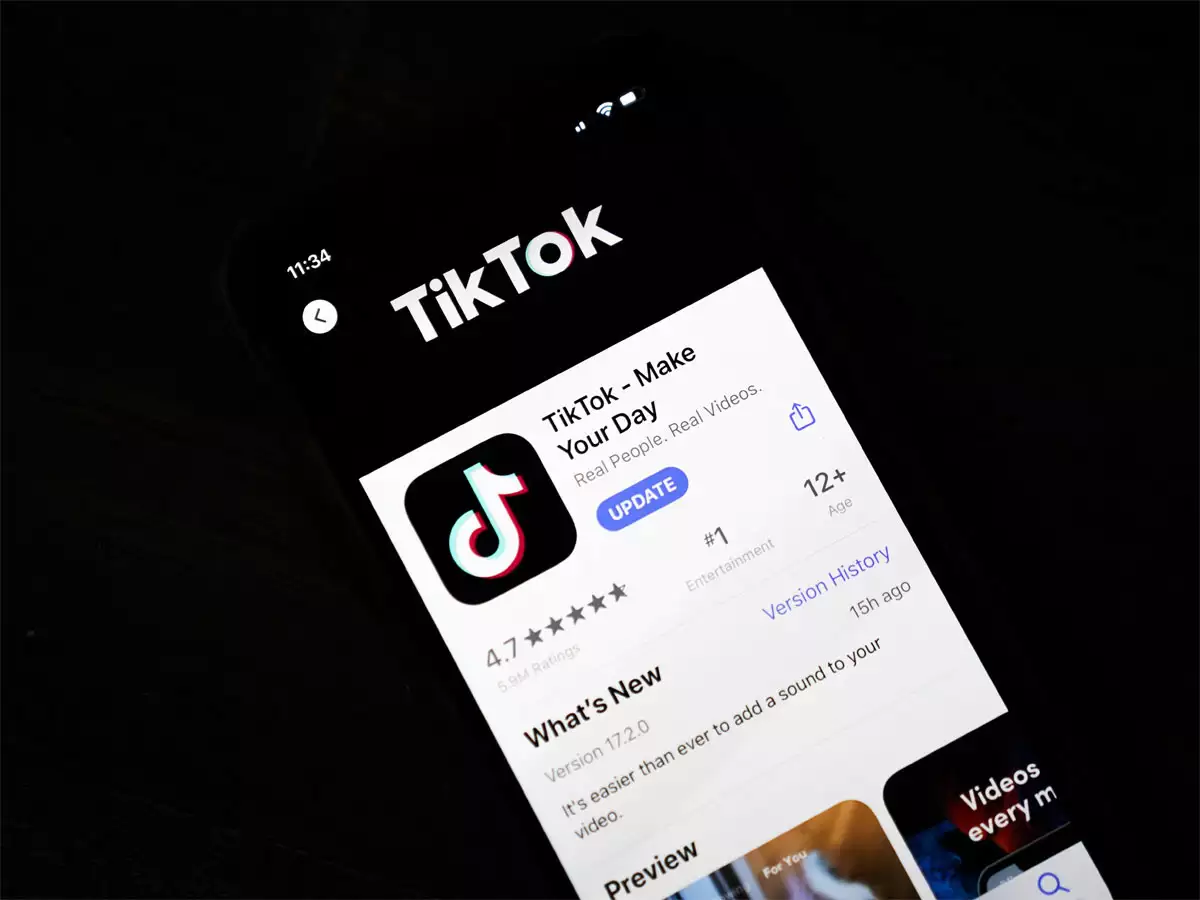 11:34
TikTok
TikTok - Make
Your Day
Real People. Real Videos.
UPDATE
4.7
5.9M Ratings
#1
Entertainment
12+
Age
What's New
Version History
Version 17.2.0
15h ago
It's easier than ever to add a sound to your
video.
Preview
For You
Videos
every m